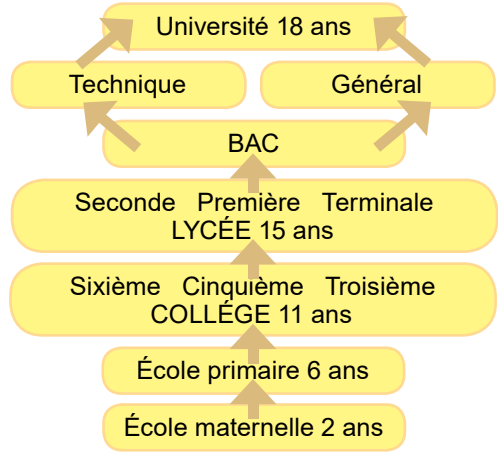 Université 18 ans
Technique
Général
BAC
Seconde Première Terminale
LYCÉE 15 ans
Sixième Cinquième Troisième
COLLÉGE 11 ans
École primaire 6 ans
École maternelle 2 ans